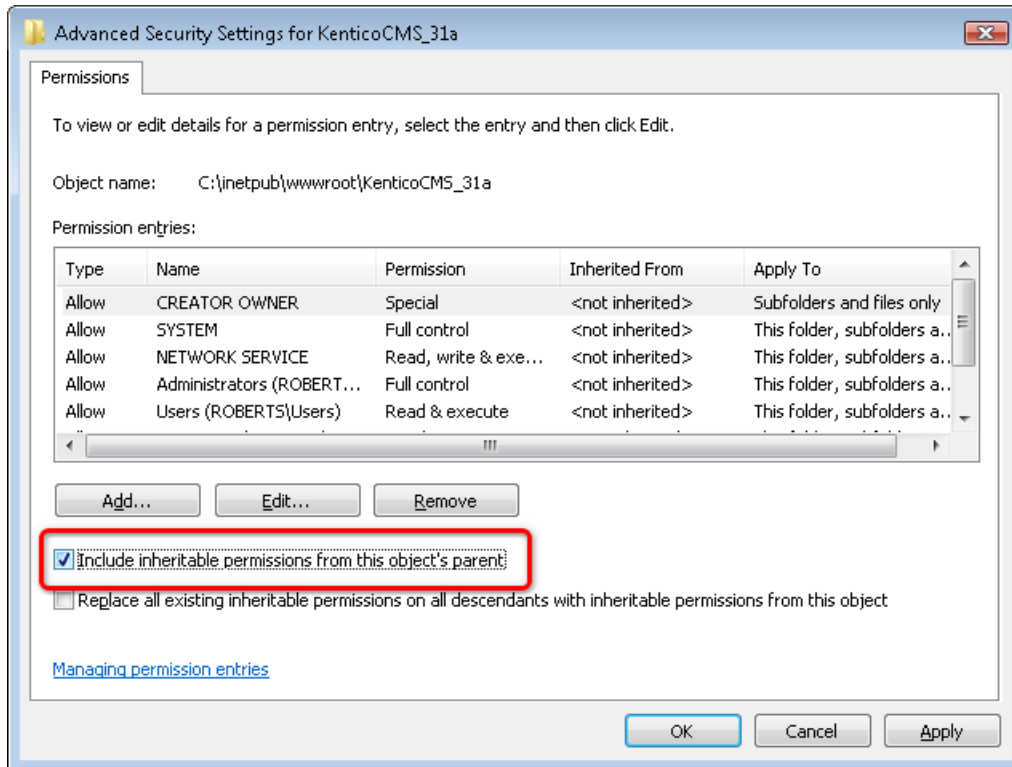 Advanced Security Settings for KenticoCMS_31a
Permissions
To view or edit details for a permission entry, select the entry and then click Edit.
Object name: C:\inetpub\wwwroot\KenticoCMS_31a
Permission entries:
Type Name Permission Inherited From Apply To
Allow CREATOR OWNER Special <not inherited> Subfolders and files only
Allow SYSTEM Full control <not inherited> This folder, subfolders a...
Allow NETWORK SERVICE Read, write & exe... <not inherited> This folder, subfolders a...
Allow Administrators (ROBERT... Full control <not inherited> This folder, subfolders a...
Allow Users (ROBERTS\Users) Read & execute <not inherited> This folder, subfolders a...
Add... Edit... Remove
Include inheritable permissions from this object's parent
Replace all existing inheritable permissions on all descendants with inheritable permissions from this object
Managing permission entries
OK Cancel Apply